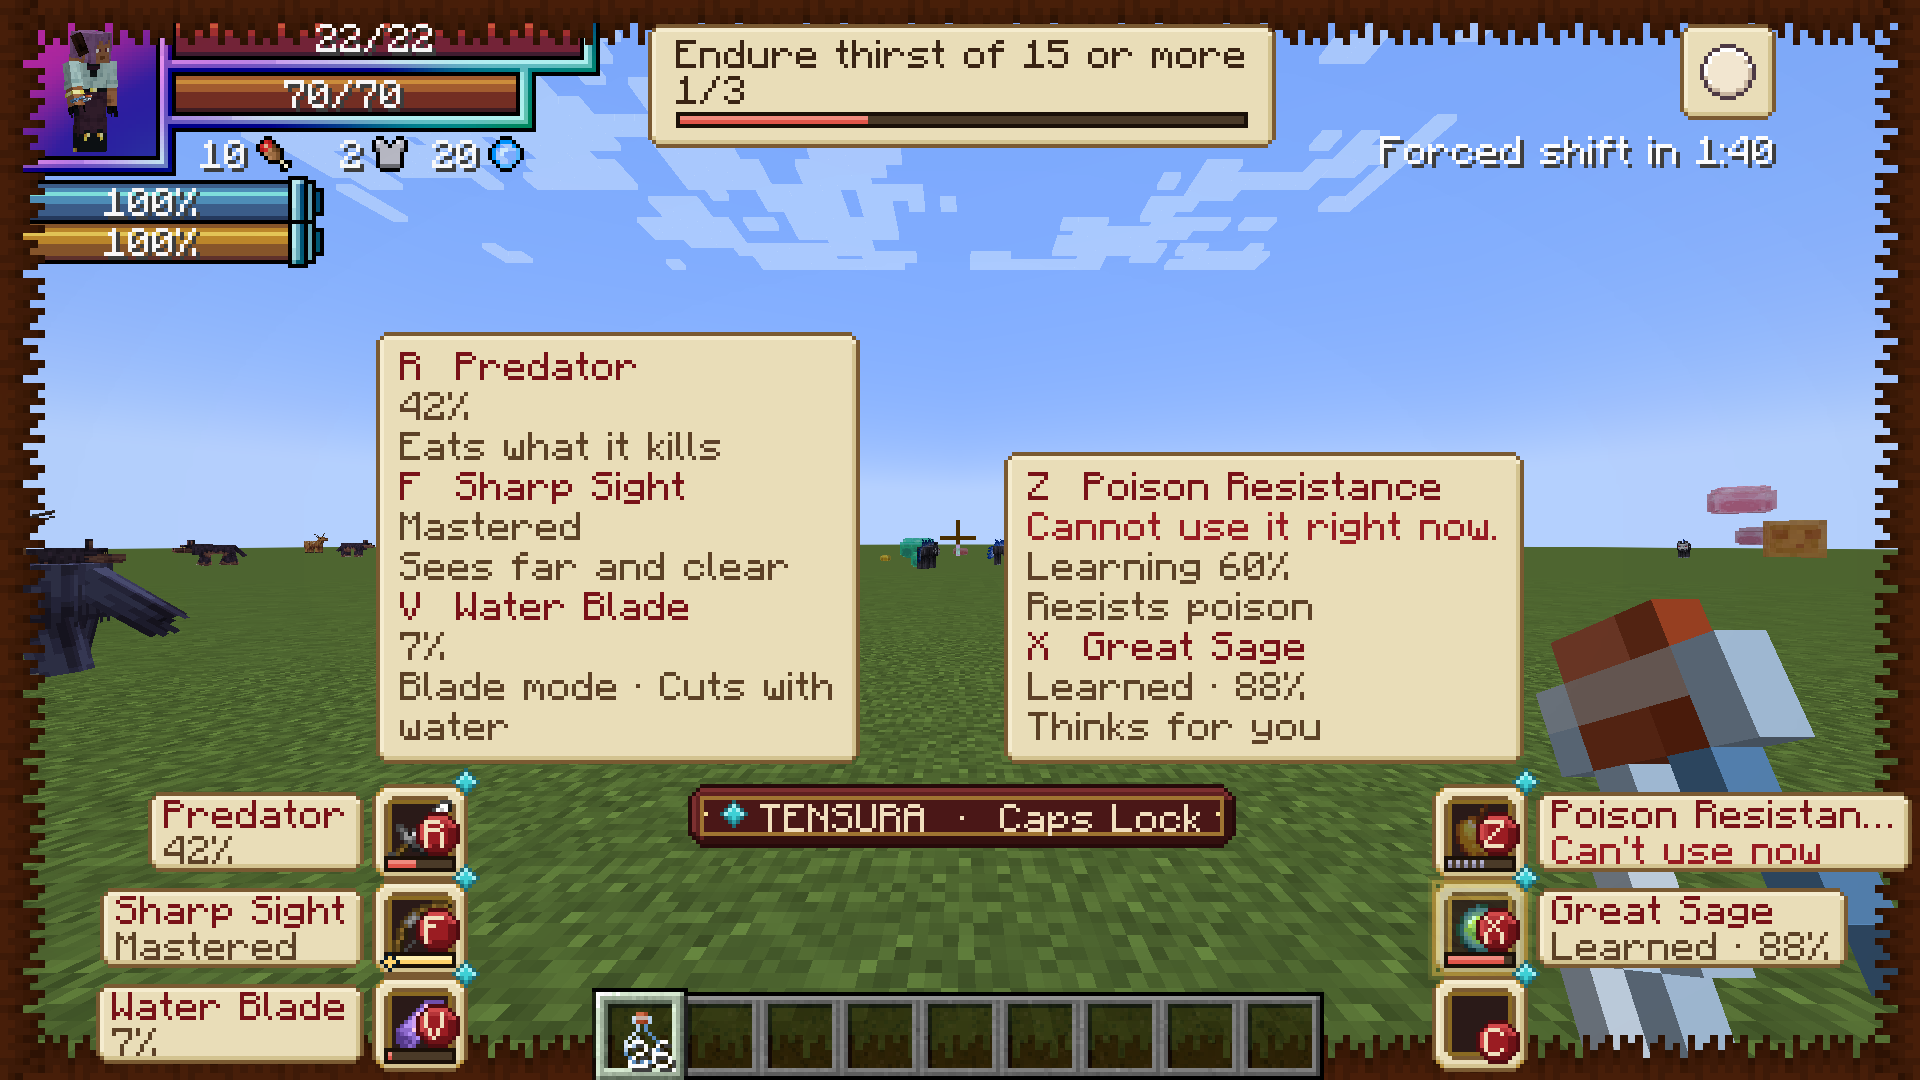 22/22
70/70
10
2
20
100%
100%
Endure thirst of 15 or more
1/3
Forced shift in 1:40
R Predator
42%
Eats what it kills
F Sharp Sight
Mastered
Sees far and clear
V Water Blade
7%
Blade mode · Cuts with
water
Z Poison Resistance
Cannot use it right now.
Learning 60%
Resists poison
X Great Sage
Learned · 88%
Thinks for you
TENSURA · Caps Lock
Predator
42%
R
Sharp Sight
Mastered
F
Water Blade
7%
V
Z
Poison Resistan...
Can't use now
X
Great Sage
Learned · 88%
C
26